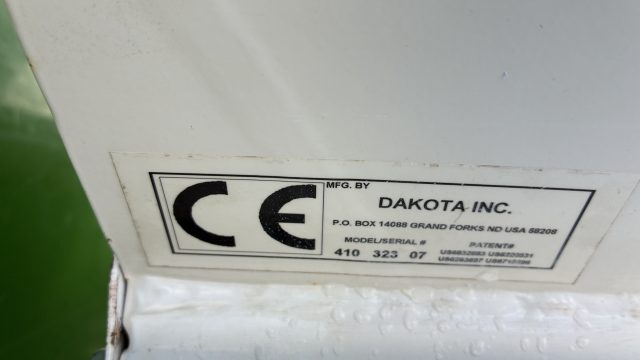 CE
MFG. BY
DAKOTA INC.
P.O. BOX 14088 GRAND FORKS ND USA 58208
MODEL/SERIAL # PATENT#
410 323 07